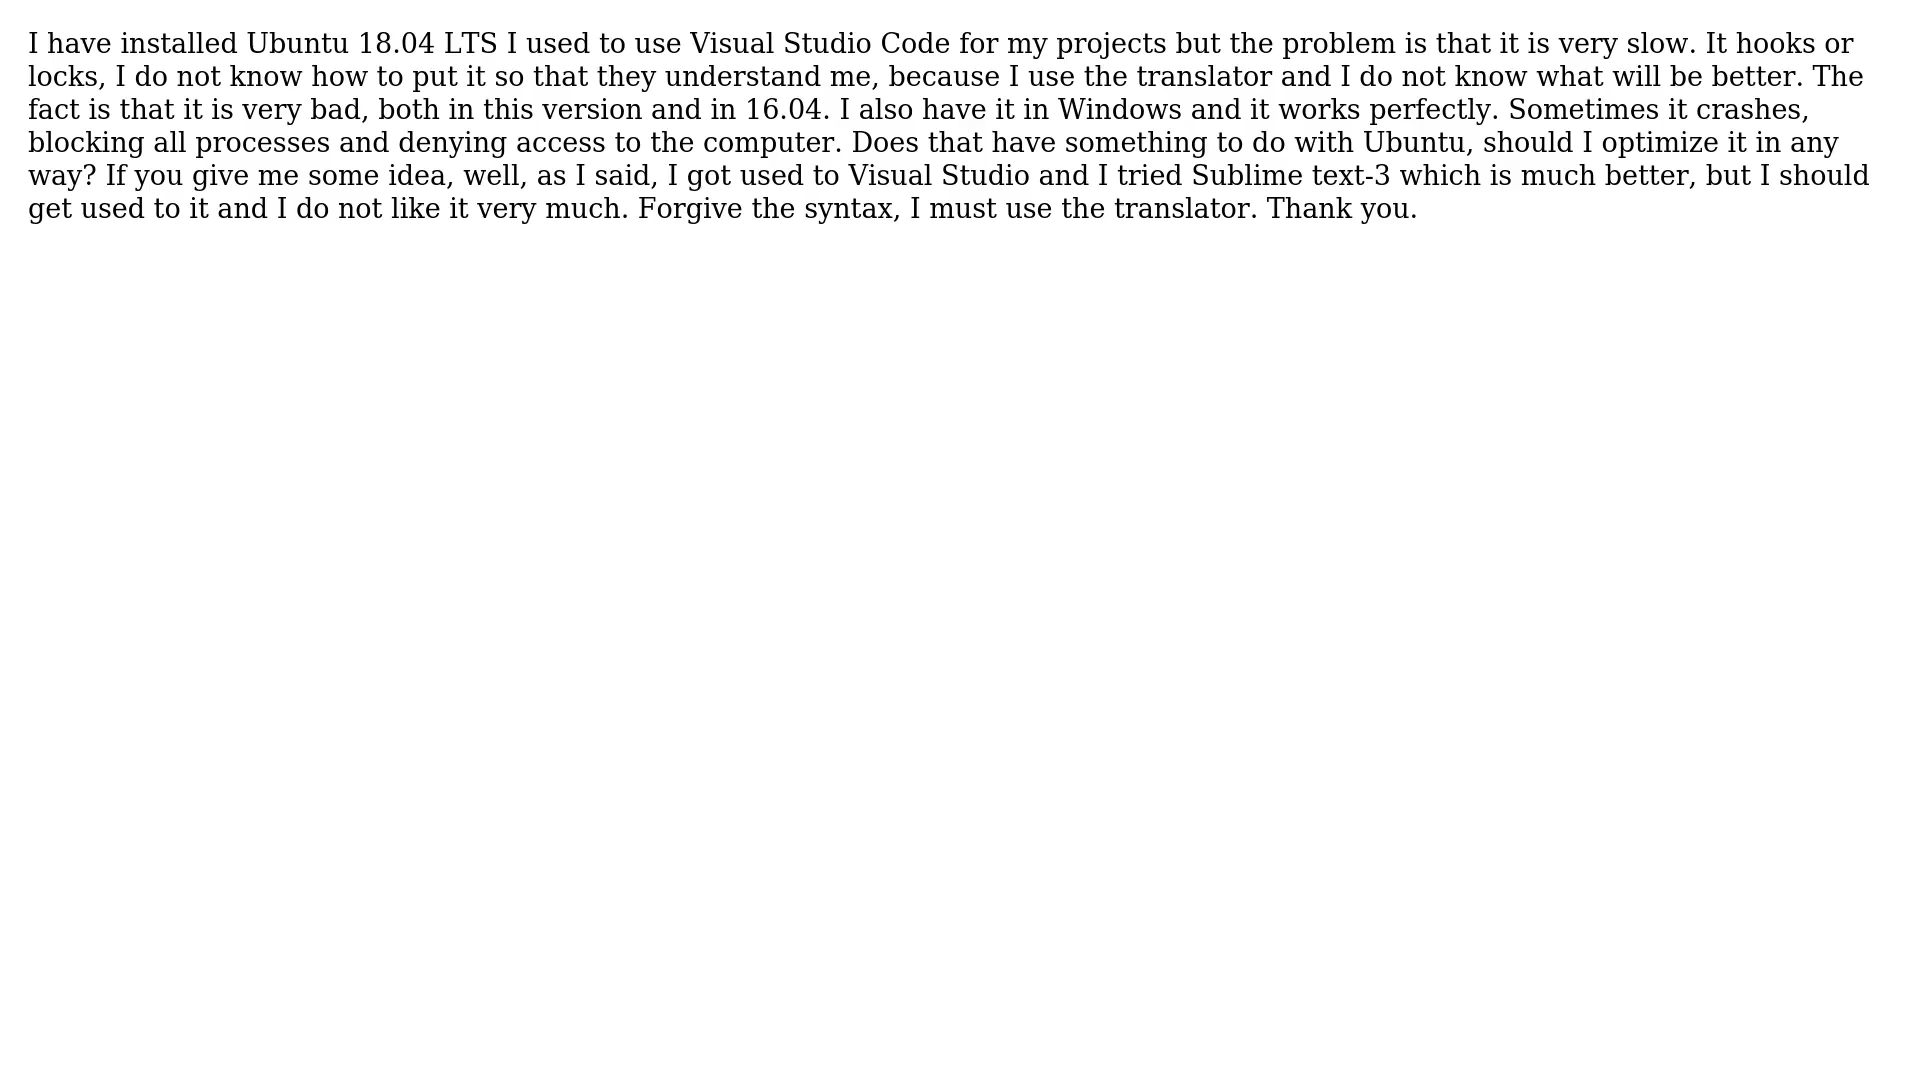 I have installed Ubuntu 18.04 LTS I used to use Visual Studio Code for my projects but the problem is that it is very slow. It hooks or
locks, I do not know how to put it so that they understand me, because I use the translator and I do not know what will be better. The
fact is that it is very bad, both in this version and in 16.04. I also have it in Windows and it works perfectly. Sometimes it crashes,
blocking all processes and denying access to the computer. Does that have something to do with Ubuntu, should I optimize it in any
way? If you give me some idea, well, as I said, I got used to Visual Studio and I tried Sublime text-3 which is much better, but I should
get used to it and I do not like it very much. Forgive the syntax, I must use the translator. Thank you.